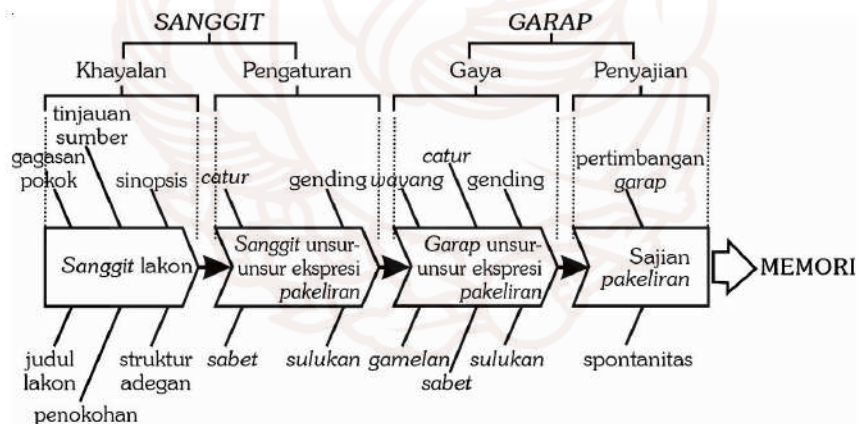 SANGGIT GARAP
Khayalan Pengaturan Gaya Penyajian
tinjauan
sumber
gagasan
pokok
sinopsis
catur
gending
wayang
catur
gending
pertimbangan
garap
Sanggit lakon
Sanggit unsur-
unsur ekspresi
pakeliran
Garap unsur-
unsur ekspresi
pakeliran
Sajian
pakeliran
MEMORI
judul
lakon
penokohan
struktur
adegan
sabet
sulukan
gamelan
sabet
sulukan
spontanitas